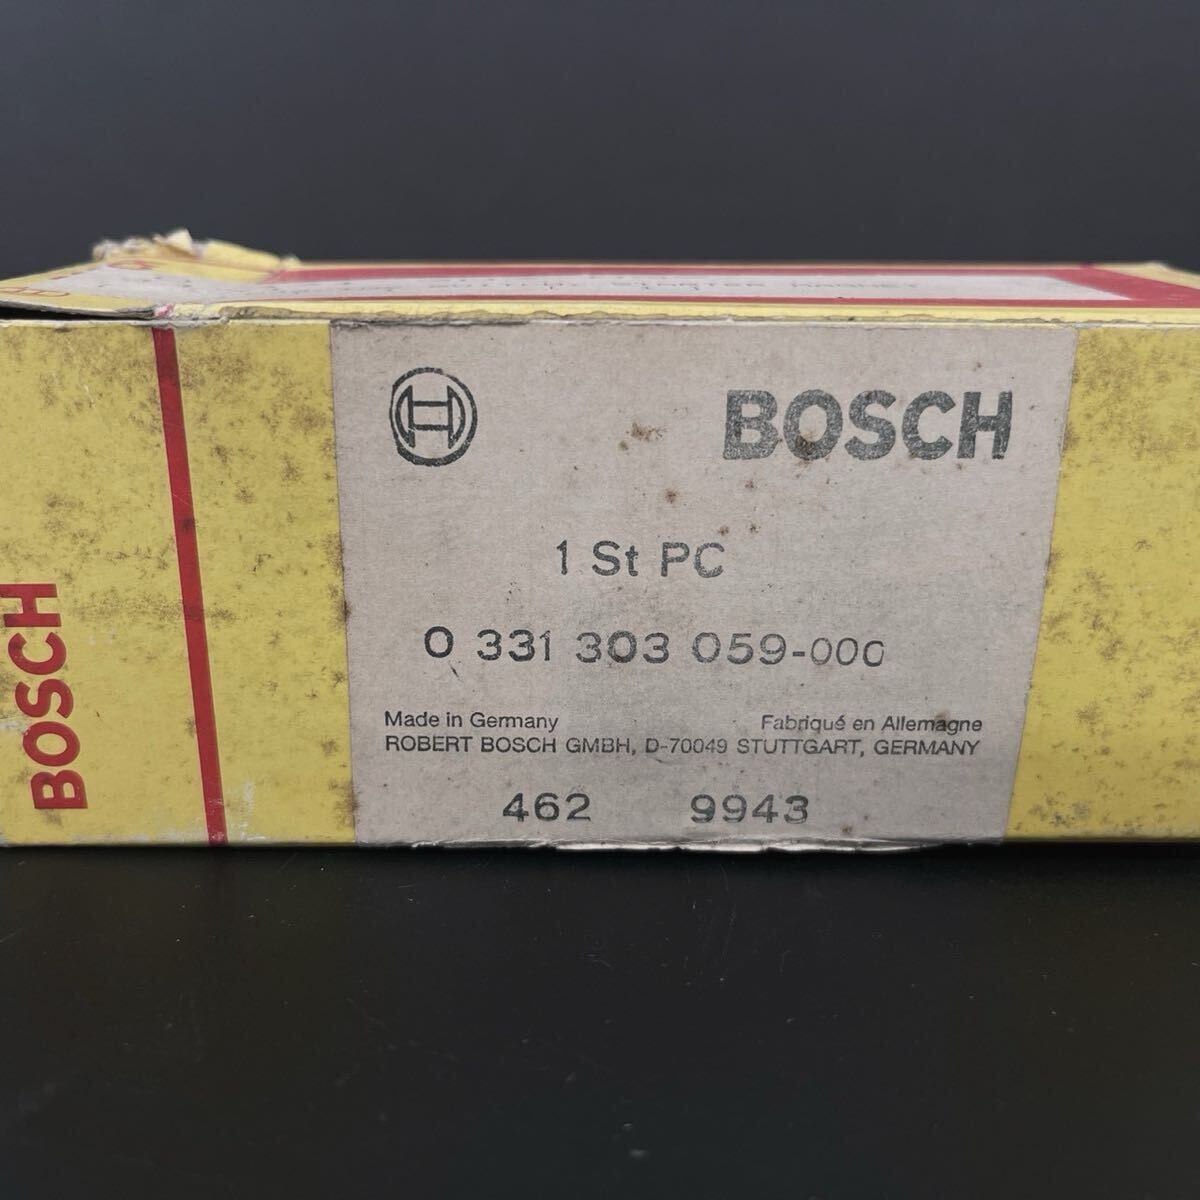 BOSCH
BOSCH
1 St PC
0 331 303 059-000
Made in Germany Fabriqué en Allemagne
ROBERT BOSCH GMBH, D-70049 STUTTGART, GERMANY
462 9943